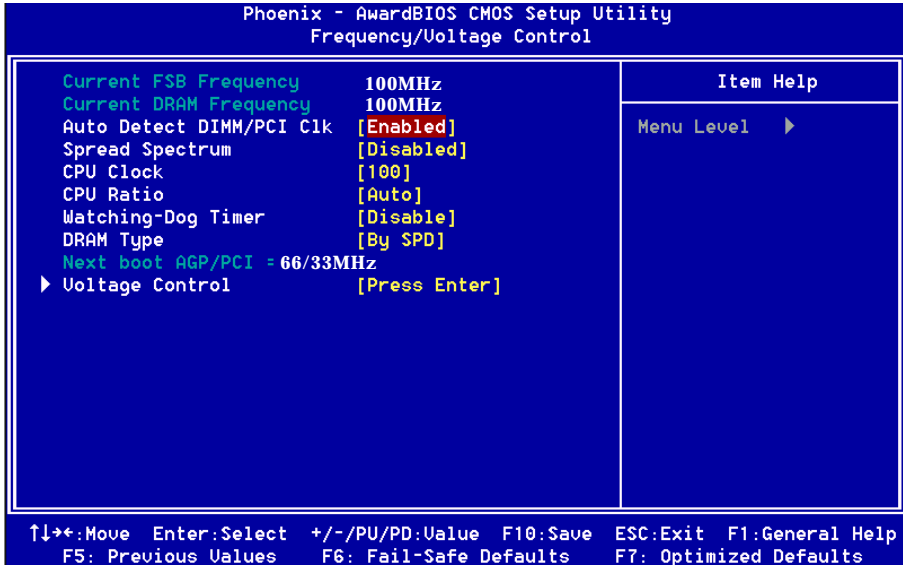 Phoenix - AwardBIOS CMOS Setup Utility
Frequency/Voltage Control
Current FSB Frequency 100MHz
Current DRAM Frequency 100MHz
Auto Detect DIMM/PCI Clk [Enabled]
Spread Spectrum [Disabled]
CPU Clock [100]
CPU Ratio [Auto]
Watching-Dog Timer [Disable]
DRAM Type [By SPD]
Next boot AGP/PCI = 66/33MHz
Voltage Control [Press Enter]
Item Help
Menu Level
↑↓→←:Move Enter:Select +/-/PU/PD:Value F10:Save ESC:Exit F1:General Help
F5: Previous Values F6: Fail-Safe Defaults F7: Optimized Defaults